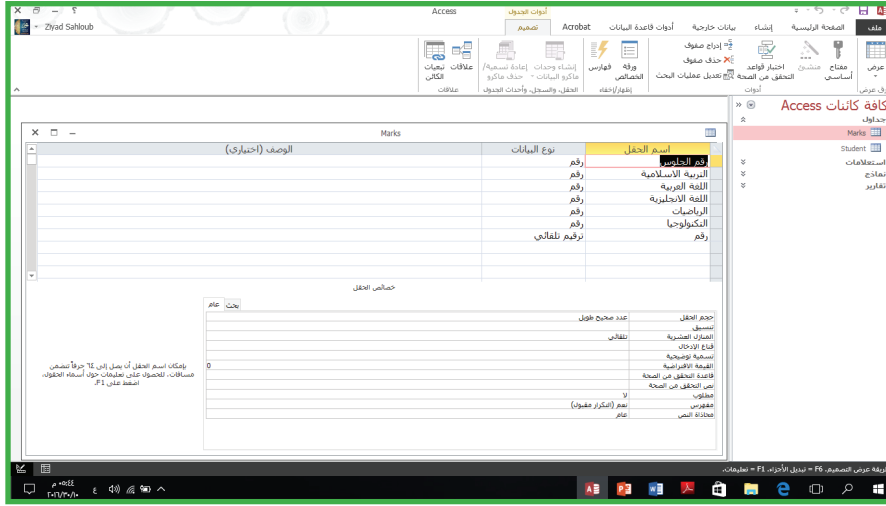 أدوات الجدول
Access
Ziyad Sahloub
ملف
الصفحة الرئيسية
إنشاء
بيانات خارجية
أدوات قاعدة البيانات
Acrobat
تصميم
عرض
مفتاح أساسي
منشئ
اختبار قواعد التحقق من الصحة
إدراج صفوف
حذف صفوف
تعديل عمليات البحث
ورقة الخصائص
فهارس
إنشاء وحدات ماكرو البيانات
إعادة تسمية/حذف ماكرو
علاقات
تبعيات الكائن
أدوات
إظهار/إخفاء
الحقل، والسجل، وأحداث الجدول
علاقات
كافة كائنات Access
جداول
Marks
Student
استعلامات
نماذج
تقارير
Marks
اسم الحقل
نوع البيانات
الوصف (اختياري)
رقم الجلوس
رقم
التربية الاسلامية
رقم
اللغة العربية
رقم
اللغة الانجليزية
رقم
الرياضيات
رقم
التكنولوجيا
رقم
رقم
ترقيم تلقائي
خصائص الحقل
عام
بحث
حجم الحقل
عدد صحيح طويل
تنسيق
المنازل العشرية
تلقائي
قناع الإدخال
تسمية توضيحية
القيمة الافتراضية
0
قاعدة التحقق من الصحة
نص التحقق من الصحة
مطلوب
لا
مفهرس
نعم (التكرار مقبول)
محاذاة النص
عام
بإمكان اسم الحقل أن يصل إلى ٦٤ حرفاً تتضمن
مسافات. للحصول على تعليمات حول أسماء الحقول،
اضغط على F1.
طريقة عرض التصميم. F6 = تبديل الأجزاء. F1 = تعليمات.
ع